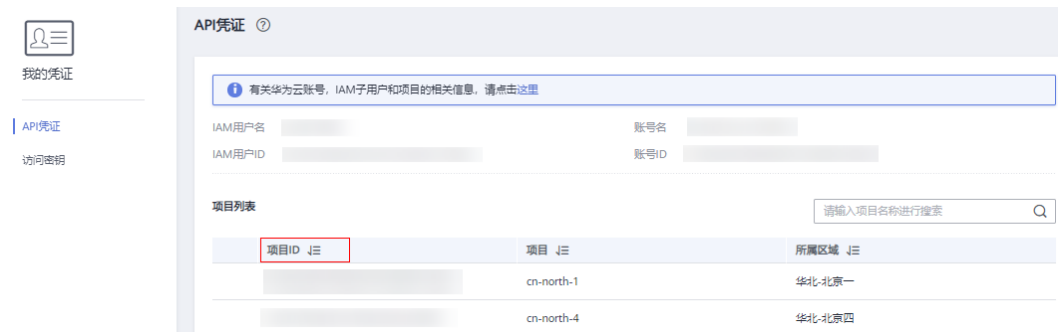 API凭证
我的凭证
有关华为云账号，IAM子用户和项目的相关信息，请点击这里
API凭证
访问密钥
IAM用户名
账号名
IAM用户ID
账号ID
项目列表
请输入项目名称进行搜索
项目ID 项目 所属区域
cn-north-1 华北-北京一
cn-north-4 华北-北京四